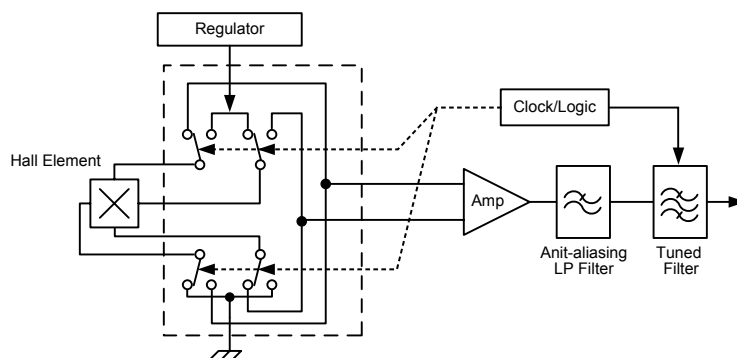 Regulator
Clock/Logic
Hall Element
Amp
Anit-aliasing
LP Filter
Tuned
Filter